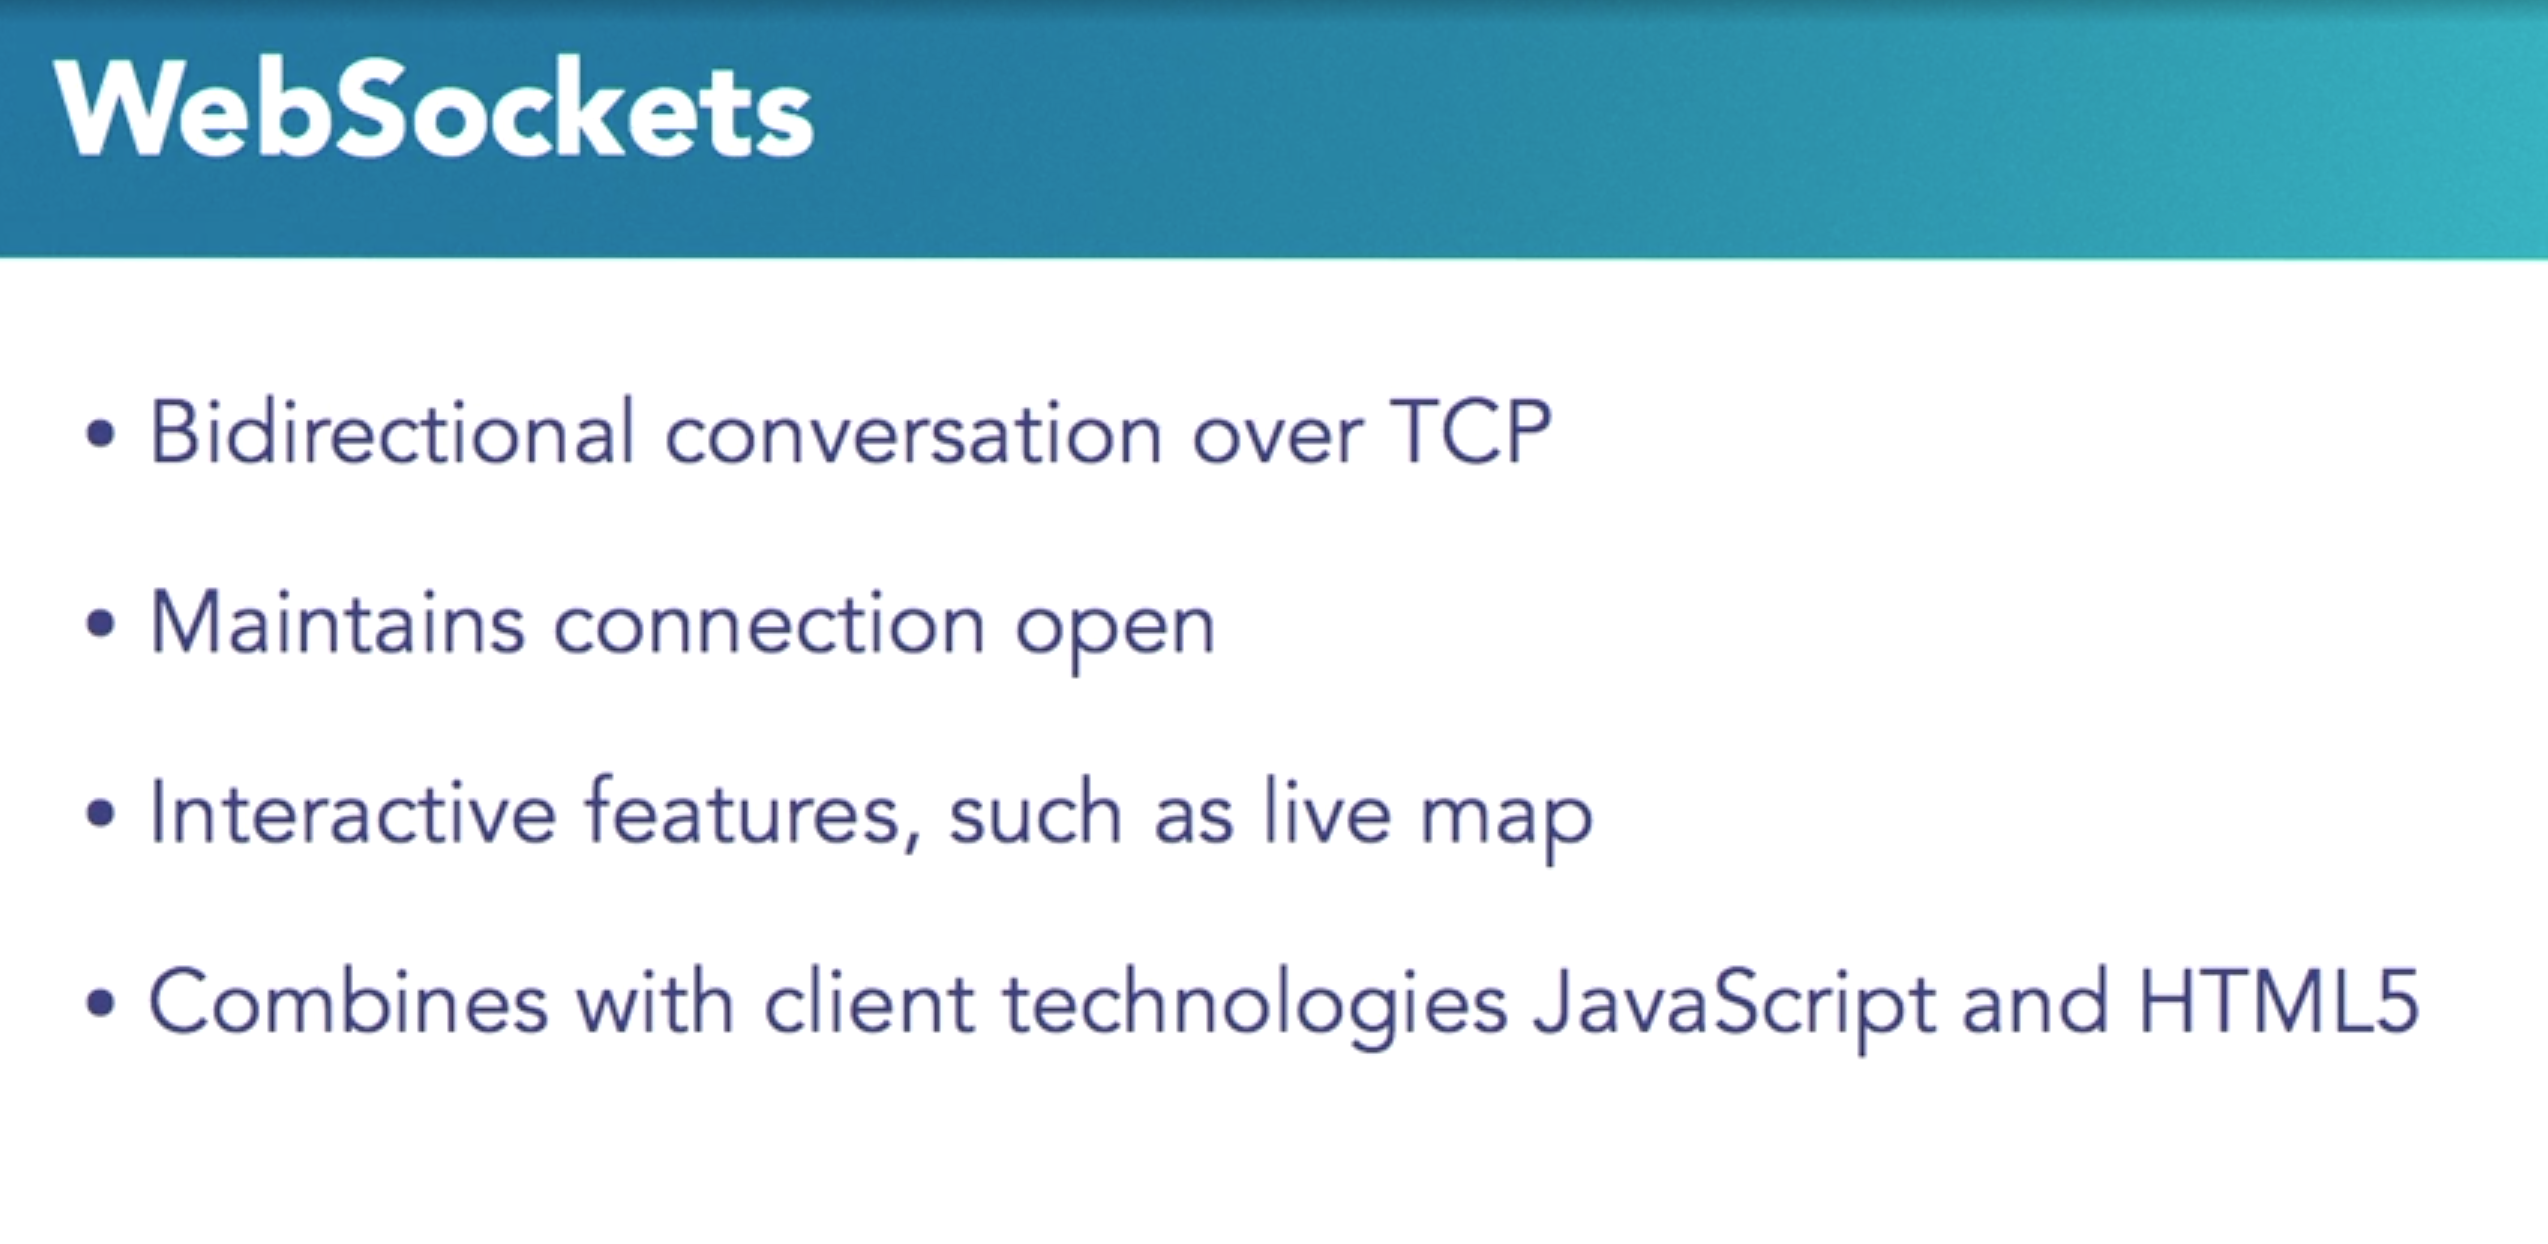 WebSockets
• Bidirectional conversation over TCP
• Maintains connection open
• Interactive features, such as live map
• Combines with client technologies JavaScript and HTML5